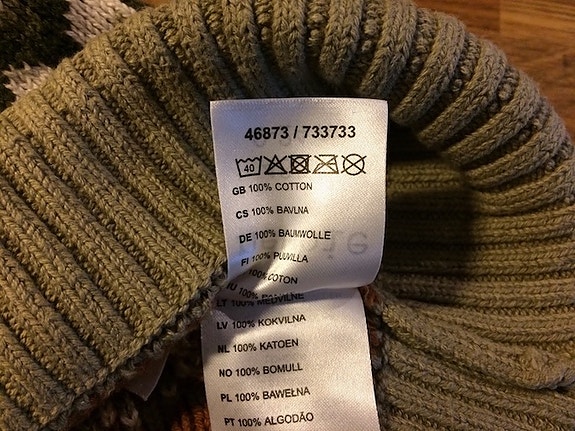 46873 / 733733
40
GB 100% COTTON
CS 100% BAVLNA
DE 100% BAUMWOLLE
FI 100% PUUVILLA
100% COTON
LT 100% MEDVILNE
LV 100% KOKVILNA
NL 100% KATOEN
NO 100% BOMULL
PL 100% BAWEŁNA
PT 100% ALGODÃO